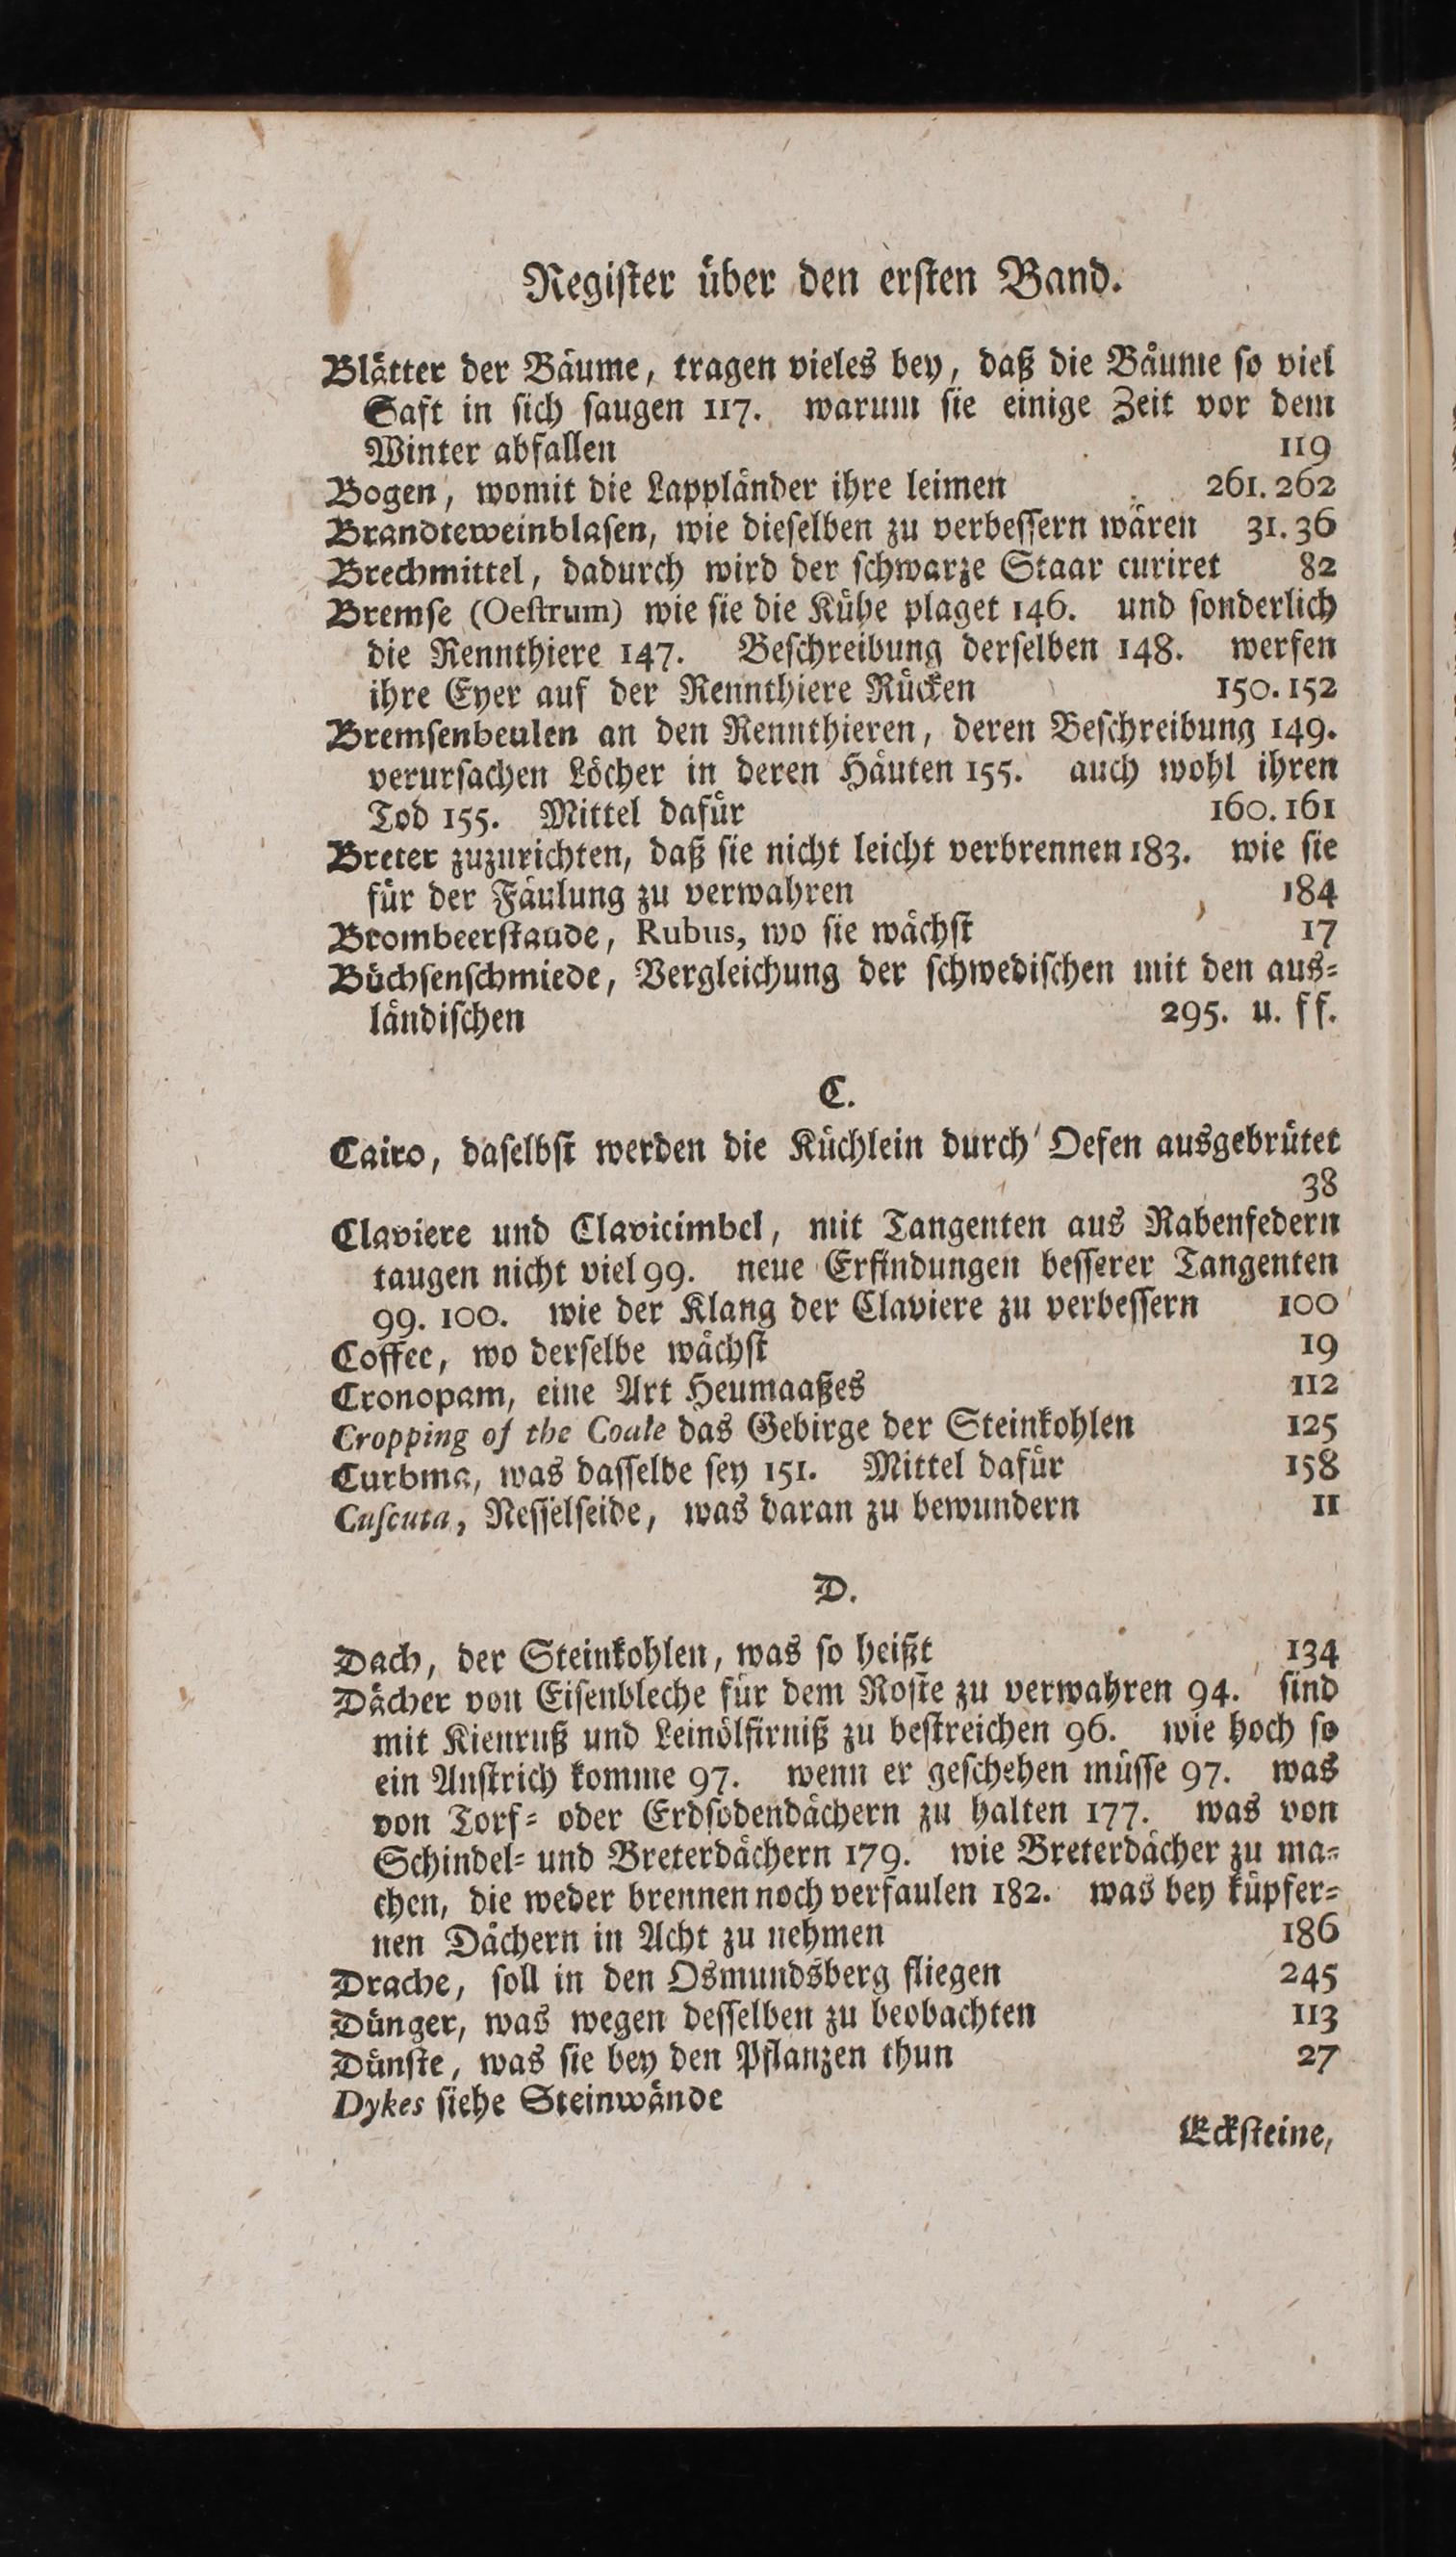 Regiſter über den erſten Band.
Blätter der Bäume, tragen vieles bey, daß die Bäume ſo viel
Saft in ſich ſaugen 117. warum ſie einige Zeit vor dem
Winter abfallen 119
Bogen, womit die Lappländer ihre leimen 261. 262
Brandteweinblaſen, wie dieſelben zu verbeſſern wären 31. 36
Brechmittel, dadurch wird der ſchwarze Staar curiret 82
Bremſe (Oeſtrum) wie ſie die Kühe plaget 146. und ſonderlich
die Rennthiere 147. Beſchreibung derſelben 148. werfen
ihre Eyer auf der Rennthiere Rücken 150. 152
Bremſenbeulen an den Rennthieren, deren Beſchreibung 149.
verurſachen Löcher in deren Häuten 155. auch wohl ihren
Tod 155. Mittel dafür 160. 161
Breter zuzurichten, daß ſie nicht leicht verbrennen 183. wie ſie
für der Fäulung zu verwahren 184
Brombeerſtaude, Rubus, wo ſie wächſt 17
Büchſenſchmiede, Vergleichung der ſchwediſchen mit den aus-
ländiſchen 295. u. ff.
C.
Cairo, daſelbſt werden die Küchlein durch Oefen ausgebrütet
38
Claviere und Clavicimbel, mit Tangenten aus Rabenfedern
taugen nicht viel 99. neue Erfindungen beſſerer Tangenten
99. 100. wie der Klang der Claviere zu verbeſſern 100
Coffee, wo derſelbe wächſt 19
Cronopam, eine Art Heumaaßes 112
Cropping of the Coale das Gebirge der Steinkohlen 125
Curbma, was daſſelbe ſey 151. Mittel dafür 158
Cuſcuta, Neſſelſeide, was daran zu bewundern 11
D.
Dach, der Steinkohlen, was ſo heißt 134
Dächer von Eiſenbleche für dem Roſte zu verwahren 94. ſind
mit Kienruß und Leinölfirniß zu beſtreichen 96. wie hoch ſo
ein Anſtrich komme 97. wenn er geſchehen müſſe 97. was
von Torf- oder Erdſodendächern zu halten 177. was von
Schindel- und Breterdächern 179. wie Breterdächer zu ma-
chen, die weder brennen noch verfaulen 182. was bey küpfer-
nen Dächern in Acht zu nehmen 186
Drache, ſoll in den Osmundsberg fliegen 245
Dünger, was wegen deſſelben zu beobachten 113
Dünſte, was ſie bey den Pflanzen thun 27
Dykes ſiehe Steinwände
Eckſteine,